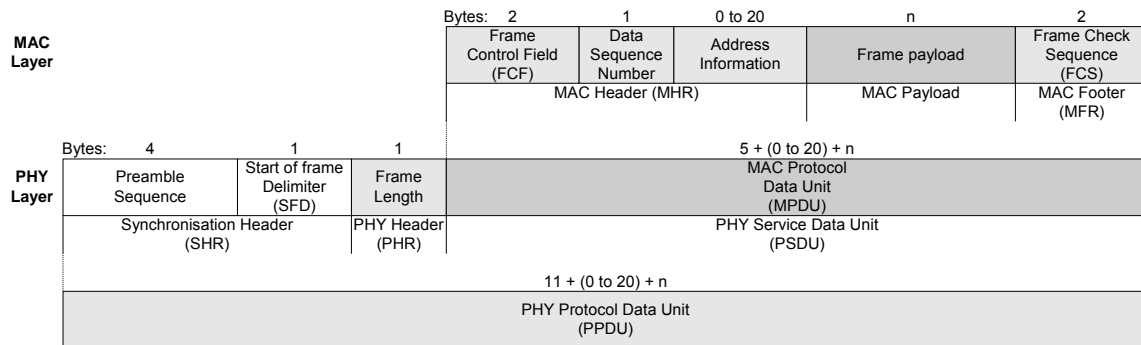 Bytes: 2 1 0 to 20 n 2
MAC
Layer
Frame
Control Field
(FCF)
Data
Sequence
Number
Address
Information
Frame payload
Frame Check
Sequence
(FCS)
MAC Header (MHR)
MAC Payload
MAC Footer
(MFR)
Bytes: 4 1 1 5 + (0 to 20) + n
PHY
Layer
Preamble
Sequence
Start of frame
Delimiter
(SFD)
Frame
Length
MAC Protocol
Data Unit
(MPDU)
Synchronisation Header
(SHR)
PHY Header
(PHR)
PHY Service Data Unit
(PSDU)
11 + (0 to 20) + n
PHY Protocol Data Unit
(PPDU)